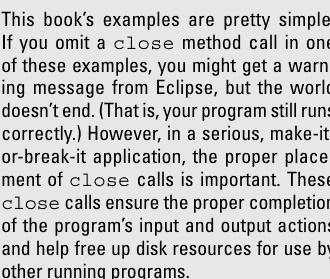 This book's examples are pretty simple.
If you omit a close method call in one
of these examples, you might get a warn-
ing message from Eclipse, but the world
doesn't end. (That is, your program still runs
correctly.) However, in a serious, make-it-
or-break-it application, the proper place-
ment of close calls is important. These
close calls ensure the proper completion
of the program's input and output actions
and help free up disk resources for use by
other running programs.